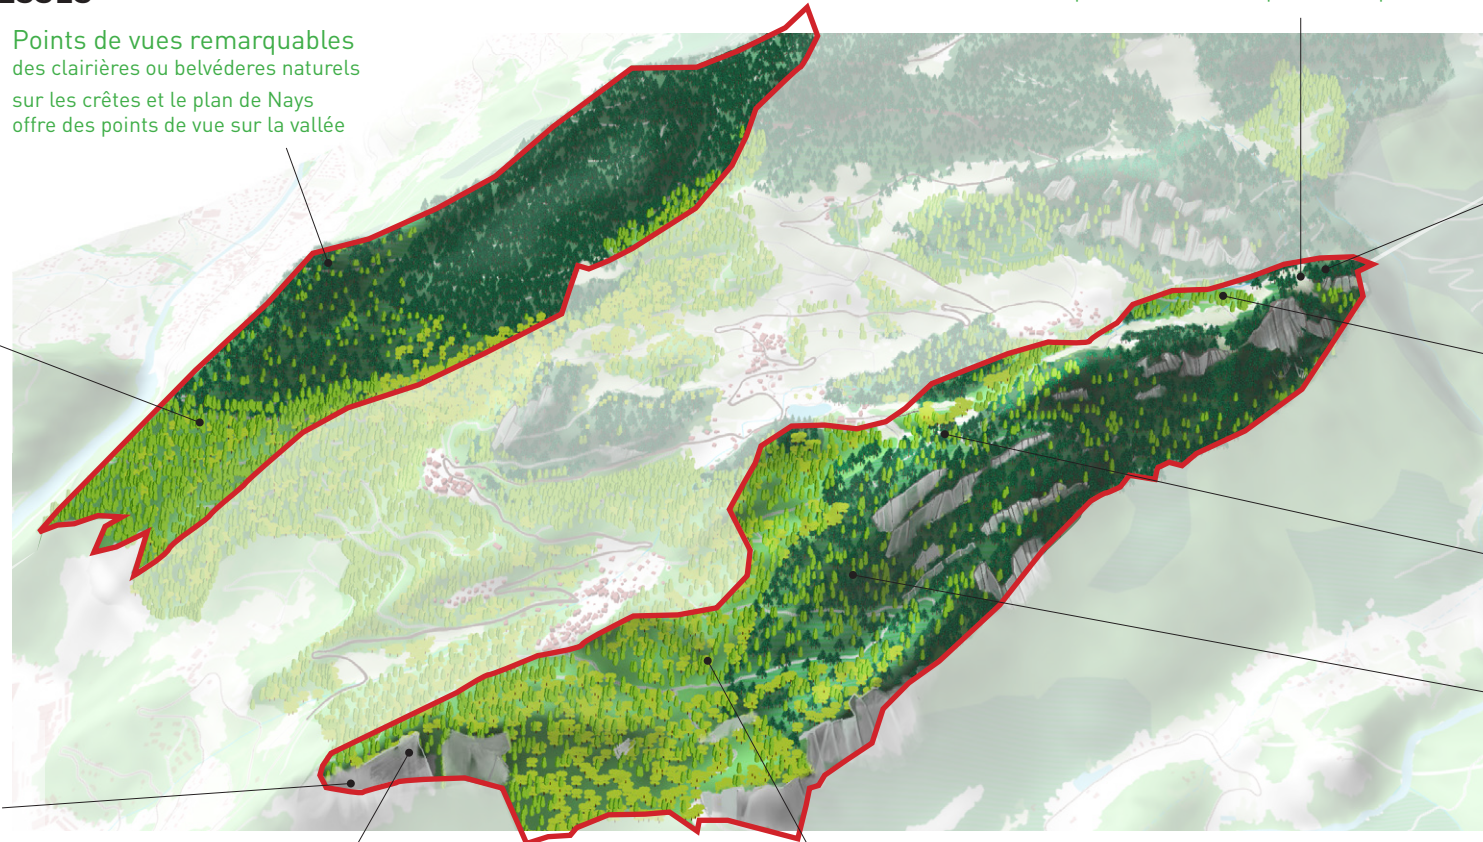 Points de vues remarquables
des clairières ou belvéderes naturels
sur les crêtes et le plan de Nays
offre des points de vue sur la vallée